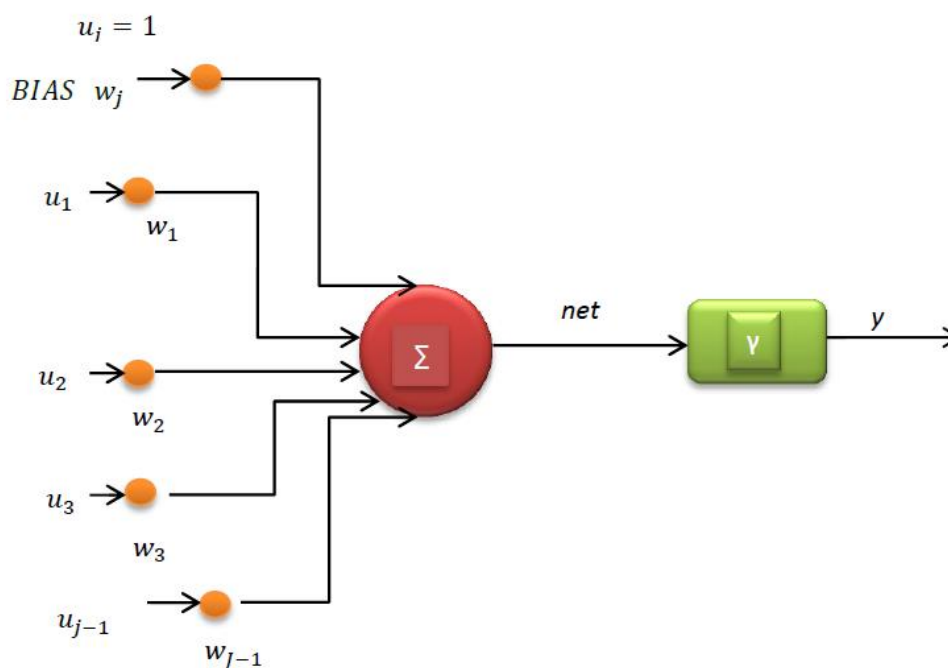 u_i = 1
BIAS w_j
u_1
w_1
net
y
Σ
γ
u_2
w_2
u_3
w_3
u_{j−1}
w_{J−1}